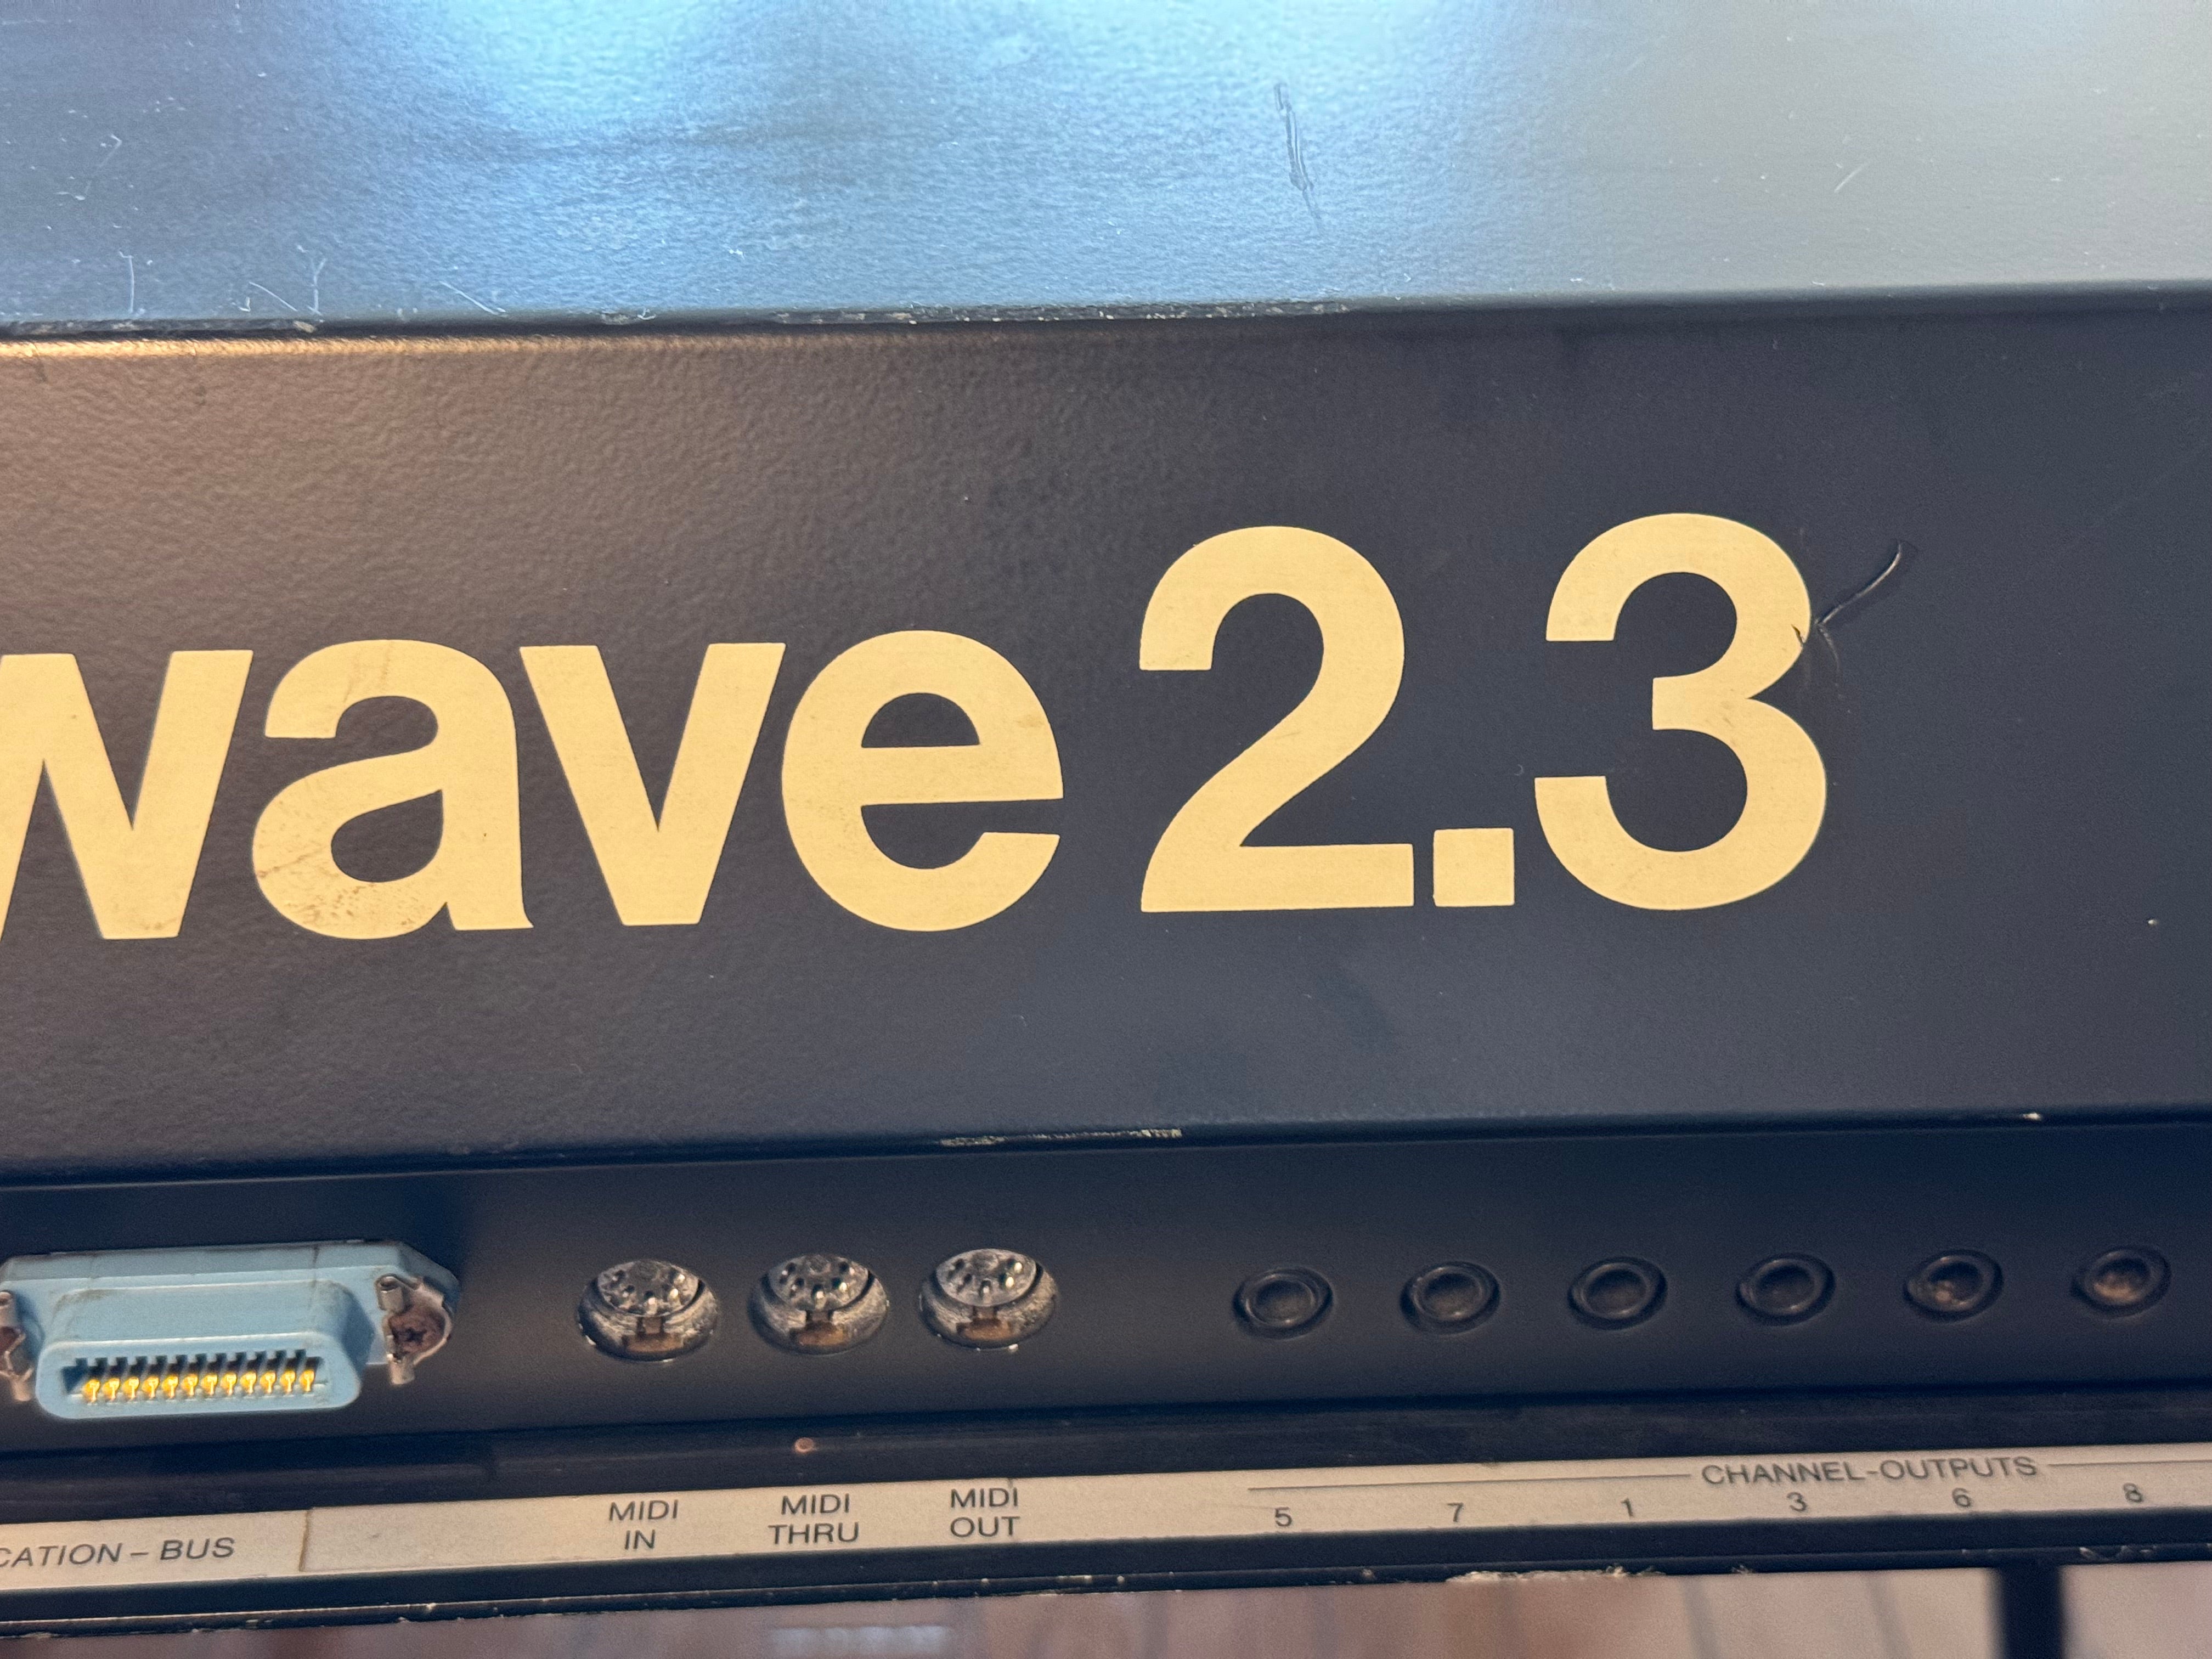 wave 2.3
CHANNEL-OUTPUTS
MIDI IN
MIDI THRU
MIDI OUT
5 7 1 3 6 8
CATION – BUS